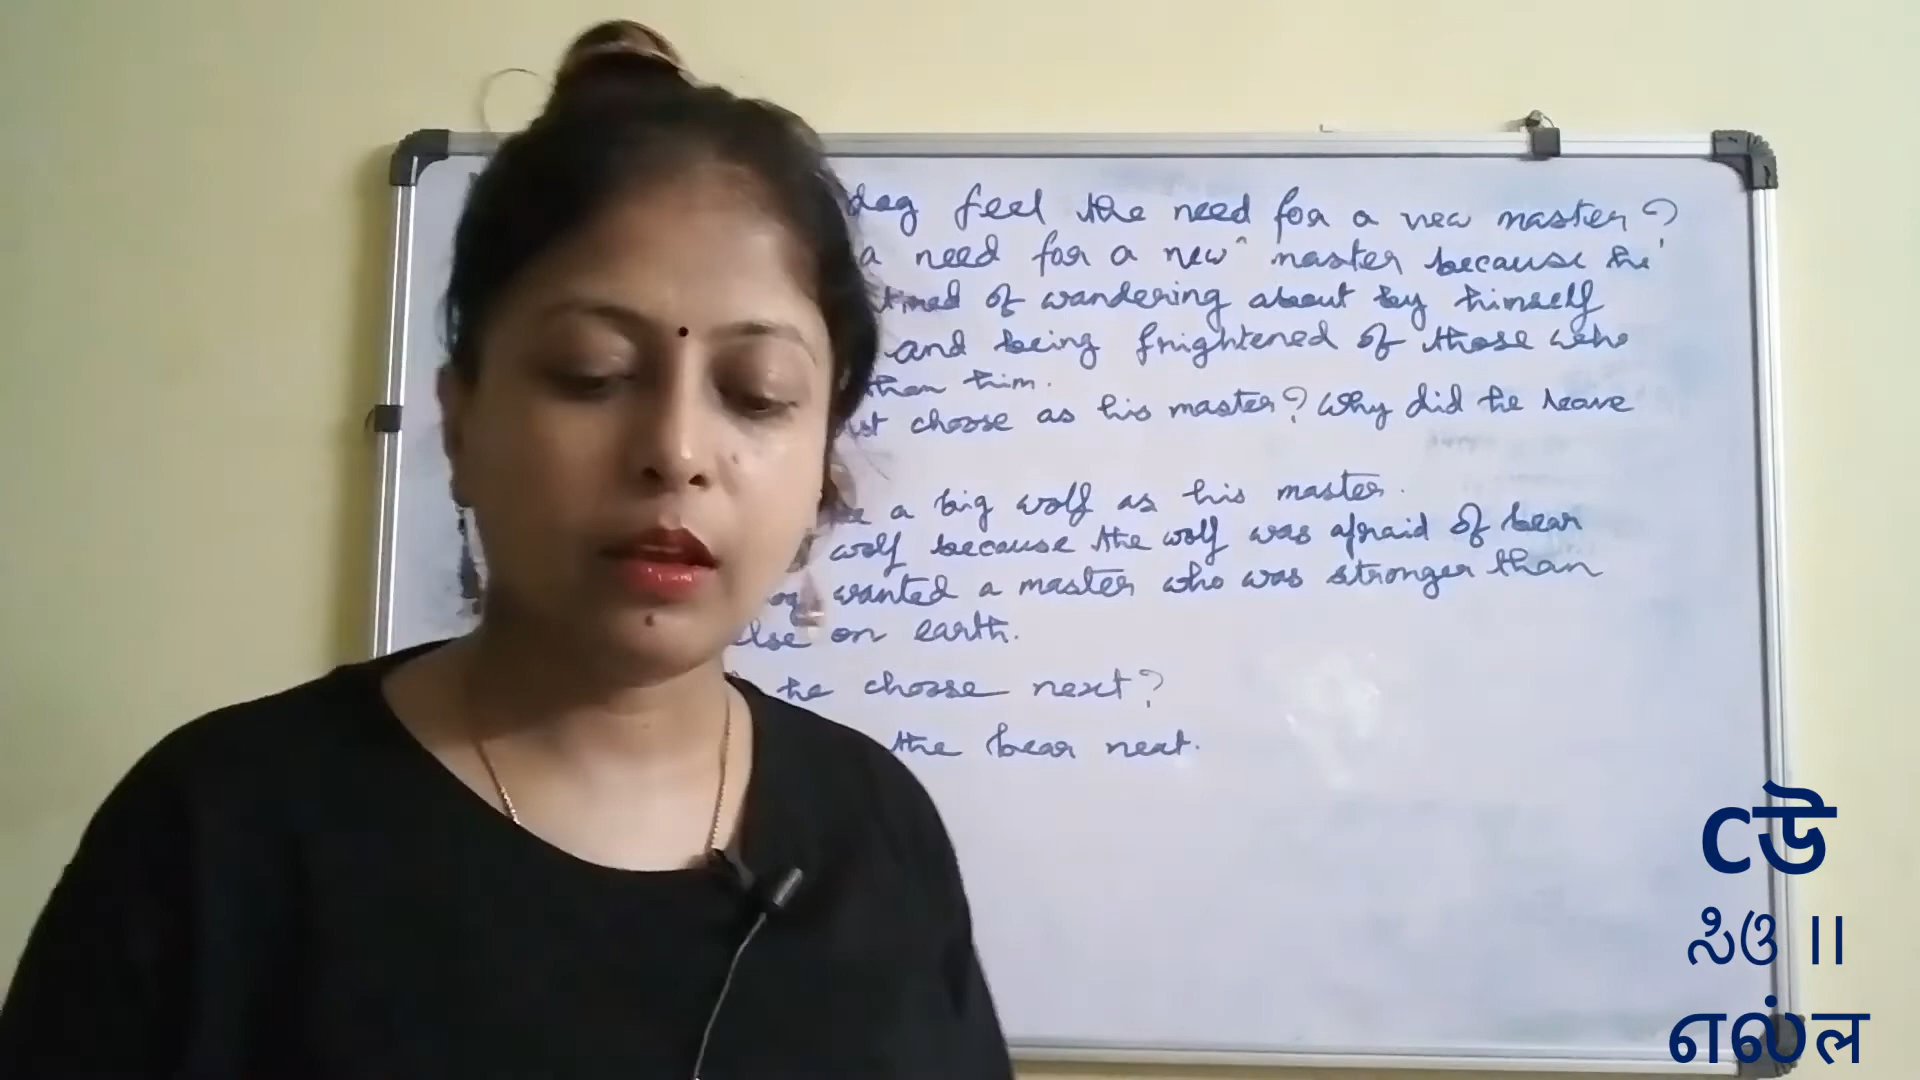 dog feel the need for a new master?
a need for a new master because he
tired of wandering about by himself
and being frightened of those who
than him.
choose as his master? Why did he leave
a big wolf as his master.
wolf because the wolf was afraid of bear
wanted a master who was stronger than
else on earth.
he choose next?
the bear next.
cউ
ഒ ॥
எல்ल